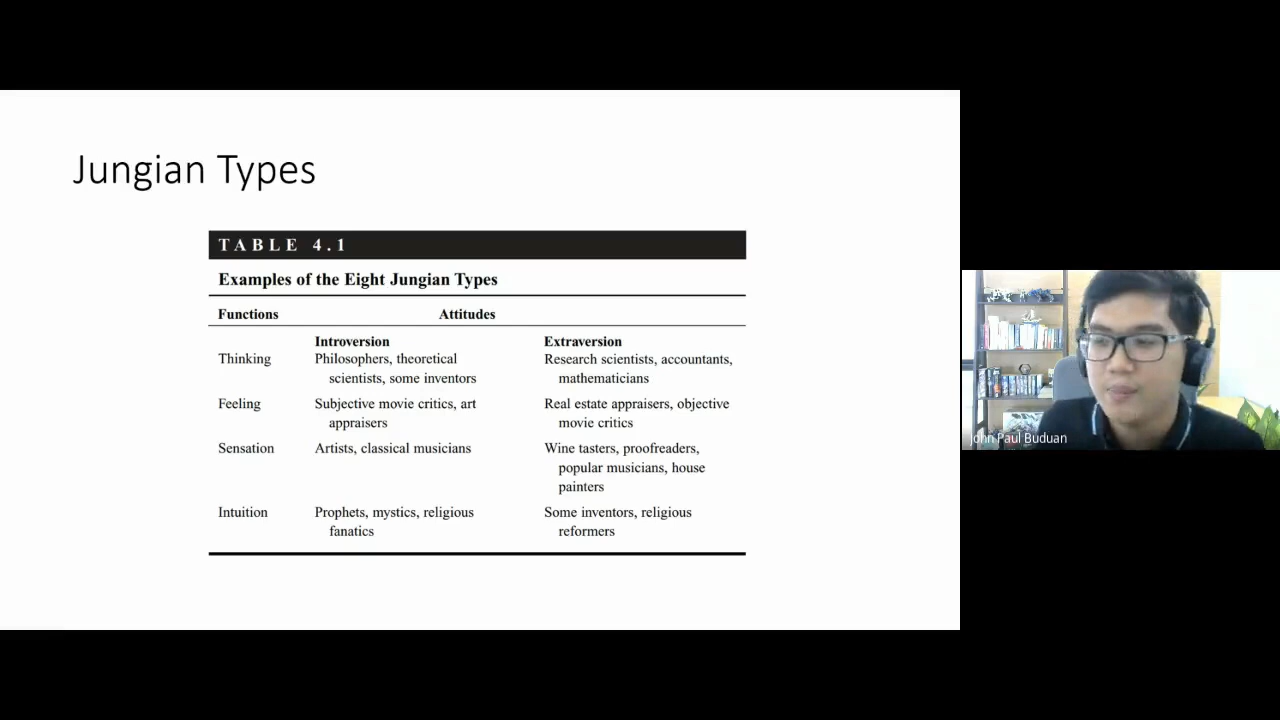 Jungian Types
TABLE 4.1
Examples of the Eight Jungian Types
Functions Attitudes
Introversion Extraversion
Thinking Philosophers, theoretical Research scientists, accountants,
scientists, some inventors mathematicians
Feeling Subjective movie critics, art Real estate appraisers, objective
appraisers movie critics
Sensation Artists, classical musicians Wine tasters, proofreaders,
popular musicians, house
painters
Intuition Prophets, mystics, religious Some inventors, religious
fanatics reformers
John Paul Buduan